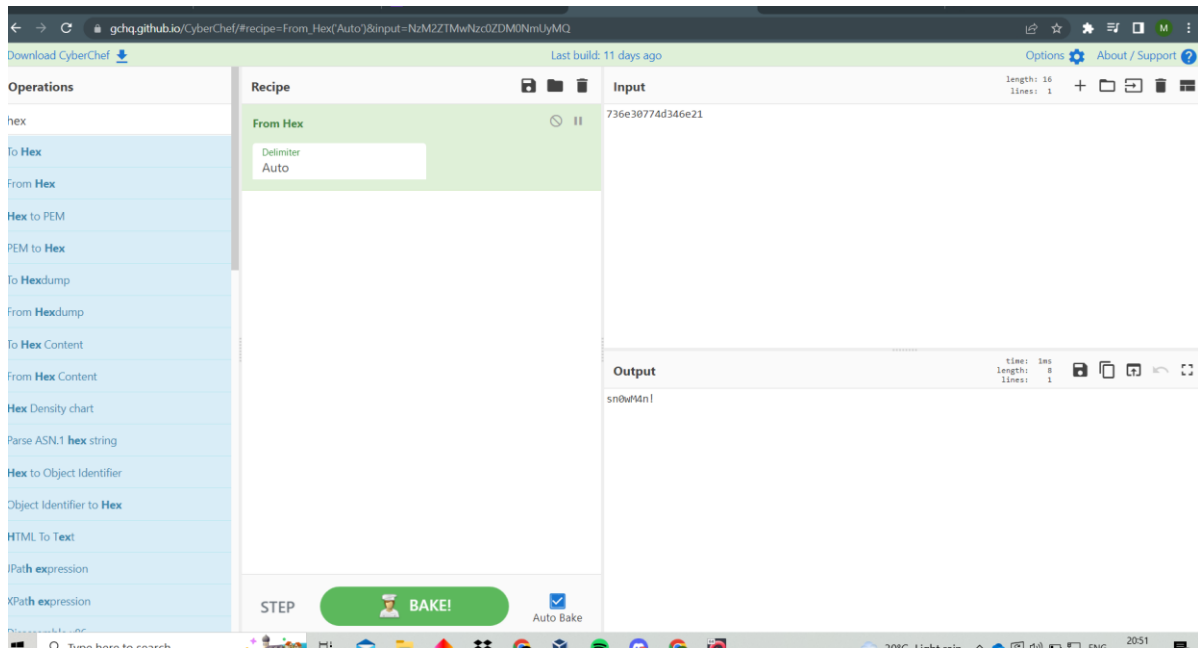 gchq.github.io/CyberChef/#recipe=From_Hex('Auto')&input=NzM2ZTMwNzc0ZDM0NmUyMQ
M
Download CyberChef
Last build: 11 days ago
Options
About / Support
Operations
Recipe
Input
length: 16
lines: 1
hex
To Hex
From Hex
Hex to PEM
PEM to Hex
To Hexdump
From Hexdump
To Hex Content
From Hex Content
Hex Density chart
Parse ASN.1 hex string
Hex to Object Identifier
Object Identifier to Hex
HTML To Text
JPath expression
XPath expression
From Hex
Delimiter
Auto
736e30774d346e21
Output
time: 1ms
length: 8
lines: 1
sn0wM4n!
STEP
BAKE!
Auto Bake
Type here to search
20°C Light rain
ENG
20:51